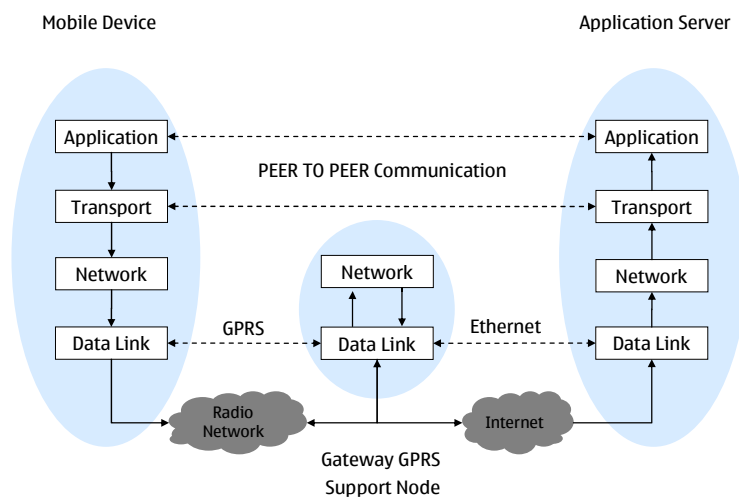 Mobile Device
Application Server
Application
Application
PEER TO PEER Communication
Transport
Transport
Network
Network
Network
GPRS
Ethernet
Data Link
Data Link
Data Link
Radio
Network
Internet
Gateway GPRS
Support Node